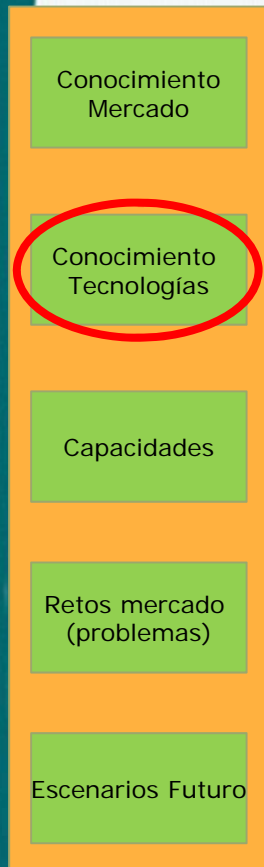 Conocimiento
Mercado
Conocimiento
Tecnologías
Capacidades
Retos mercado
(problemas)
Escenarios Futuro